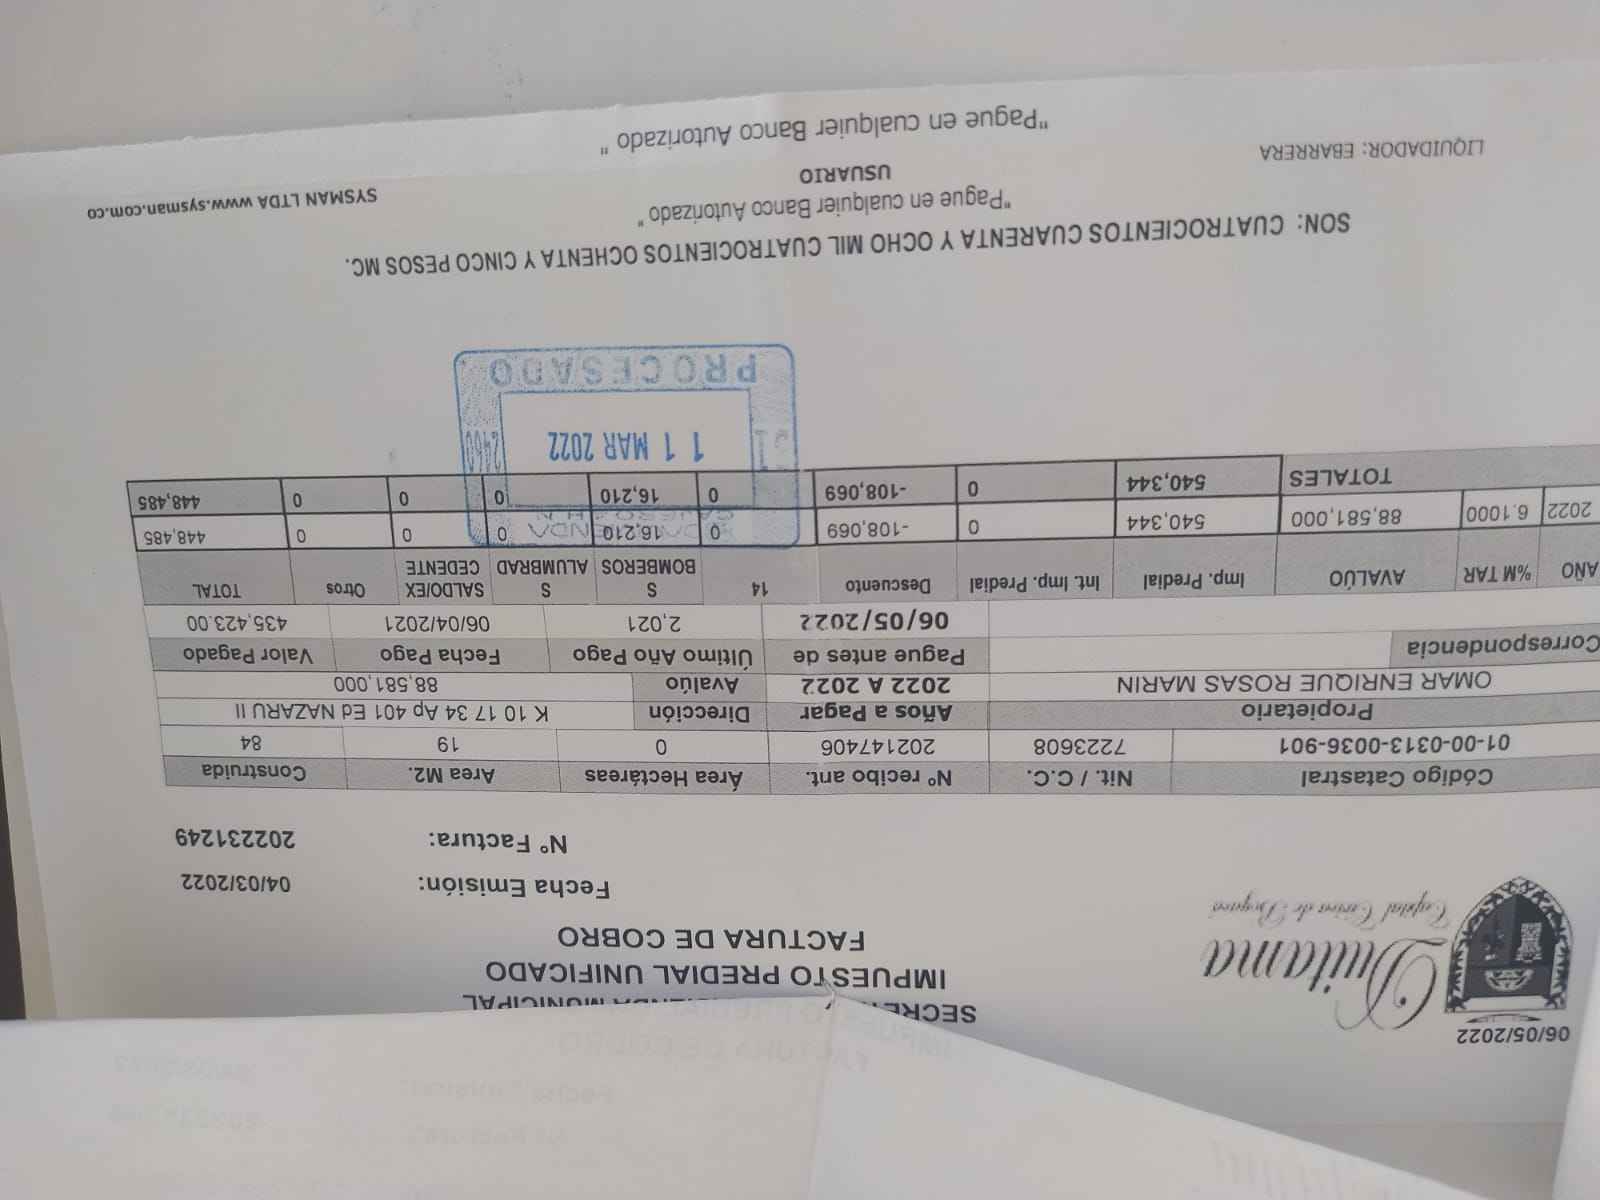 06/05/2022
Duitama
Capital Cívica de Boyacá
IMPUESTO PREDIAL UNIFICADO
FACTURA DE COBRO
Fecha Emisión: 04/03/2022
N° Factura: 202231249
Código Catastral Nit. / C.C. N° recibo ant. Área Hectáreas Area M2. Construida
01-00-0313-0036-901 7223608 202147406 0 19 84
Propietario Años a Pagar Dirección K 10 17 34 Ap 401 Ed NAZARU II
OMAR ENRIQUE ROSAS MARIN 2022 A 2022 Avalúo 88,581,000
Correspondencia Pague antes de Último Año Pago Fecha Pago Valor Pagado
06/05/2022 2,021 06/04/2021 435,423.00
AÑO %M TAR AVALÚO Imp. Predial Int. Imp. Predial Descuento 14 BOMBEROS ALUMBRAD SALDO/EX Otros TOTAL
S S CEDENTE
2022 6.1000 88,581,000 540,344 0 -108,069 0 16,210 0 0 0 448,485
TOTALES 540,344 0 -108,069 0 16,210 0 0 0 448,485
11 MAR 2022
PROCESADO
SON: CUATROCIENTOS CUARENTA Y OCHO MIL CUATROCIENTOS OCHENTA Y CINCO PESOS MC.
"Pague en cualquier Banco Autorizado "
USUARIO
LIQUIDADOR: EBARRERA
SYSMAN LTDA www.sysman.com.co
"Pague en cualquier Banco Autorizado "